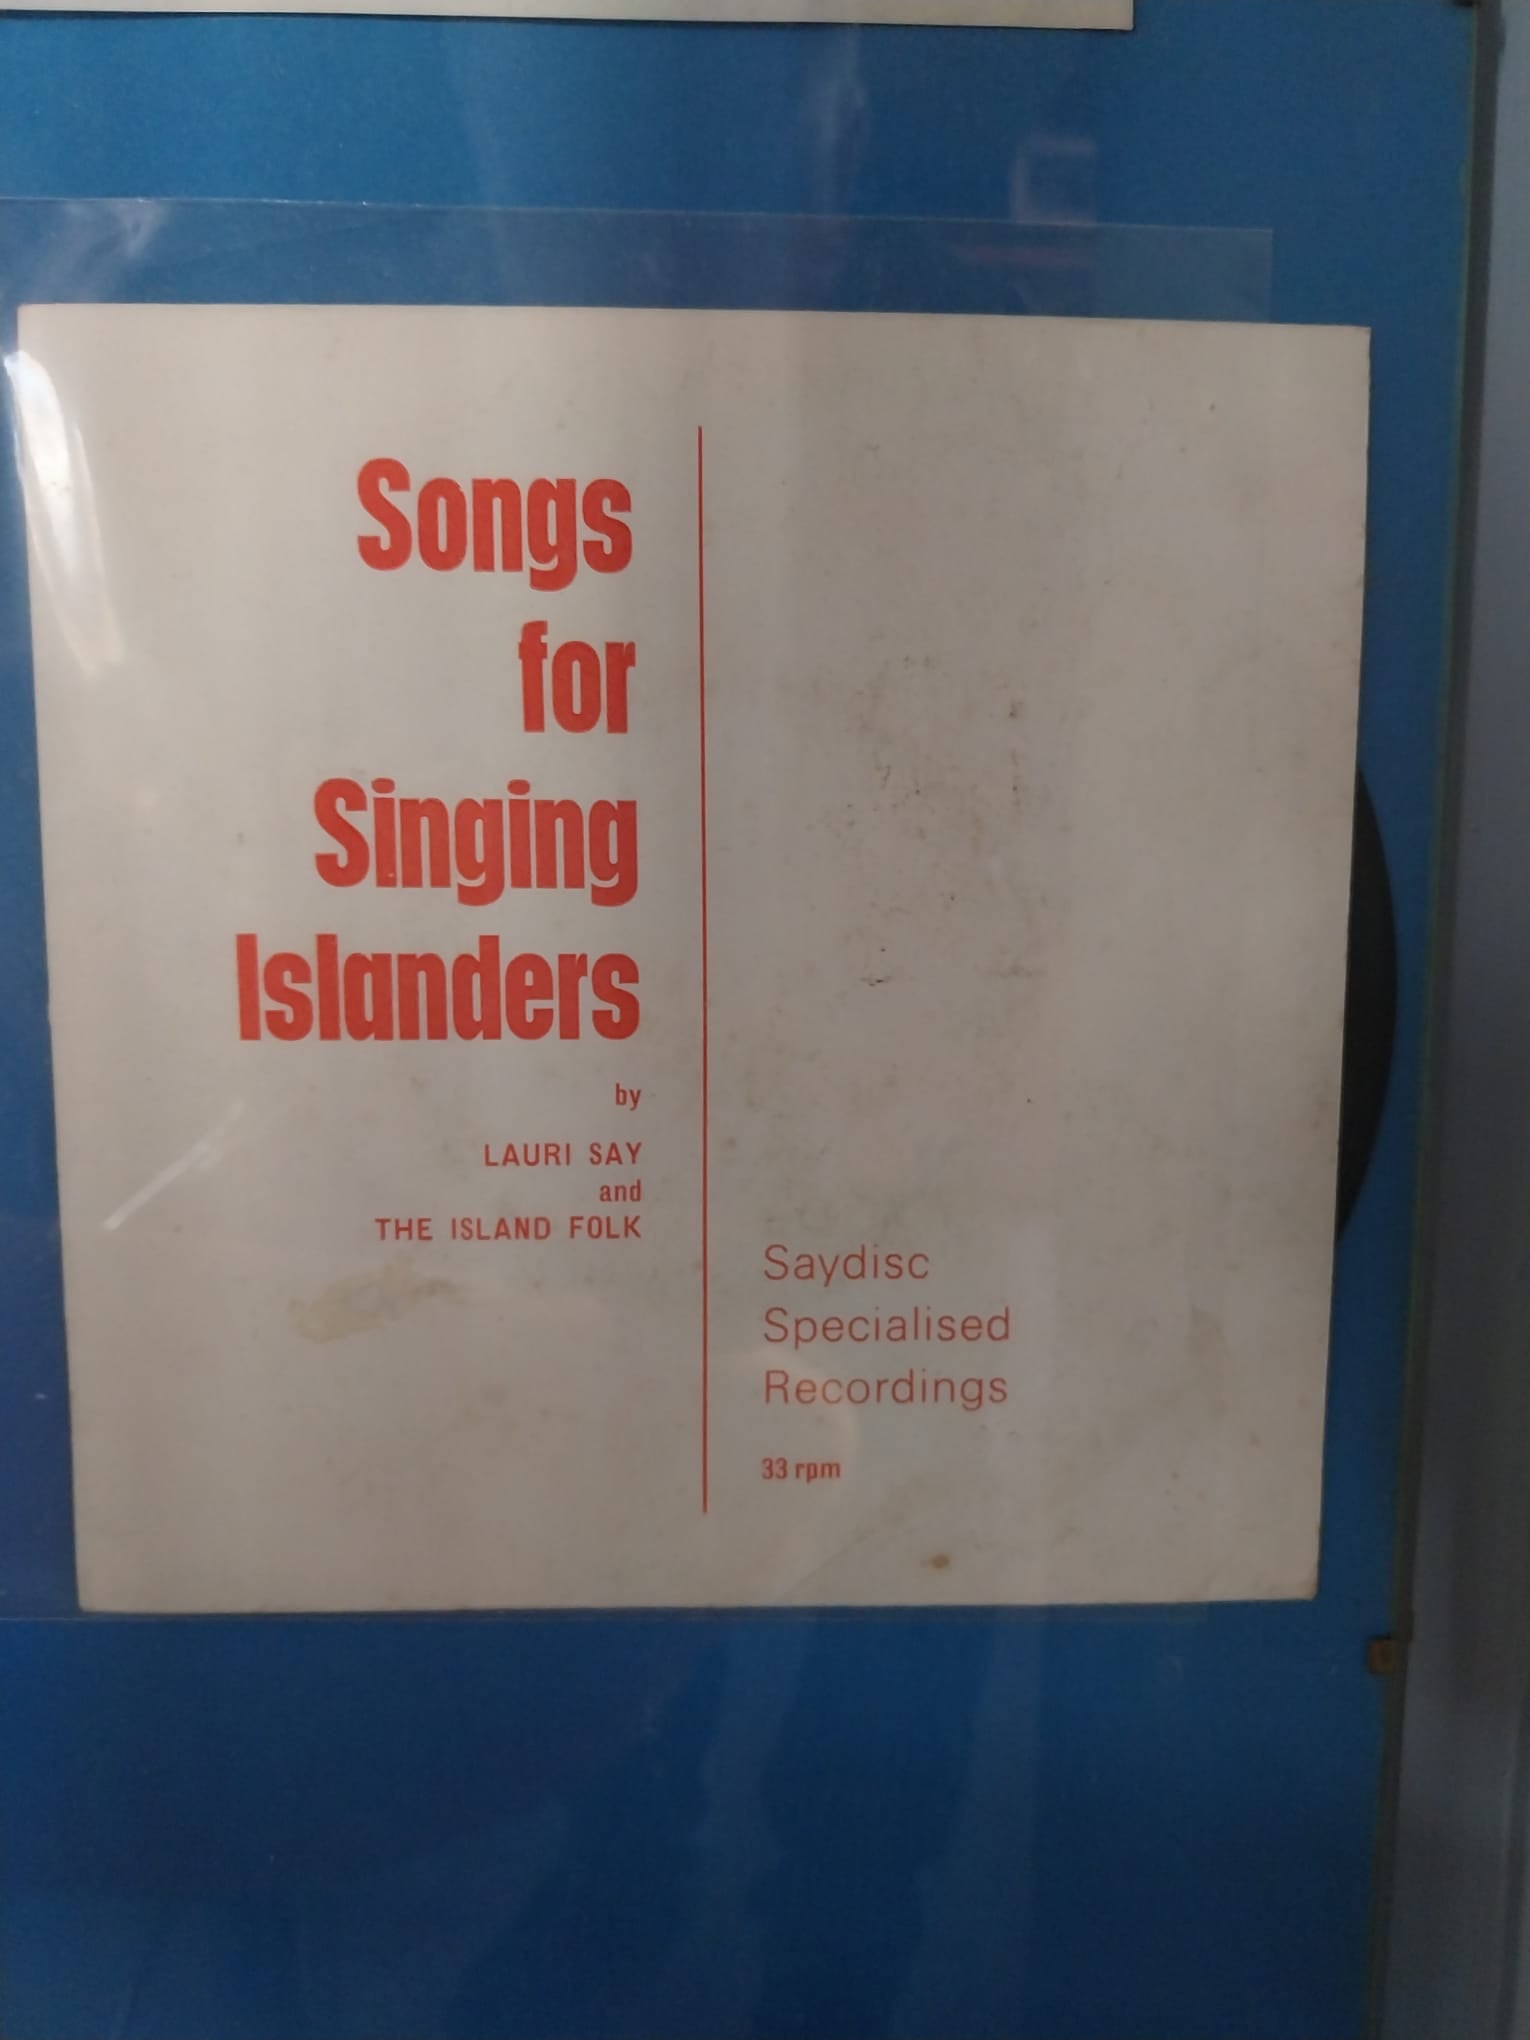 Songs
for
Singing
Islanders
by
LAURI SAY
and
THE ISLAND FOLK
Saydisc
Specialised
Recordings
33 rpm